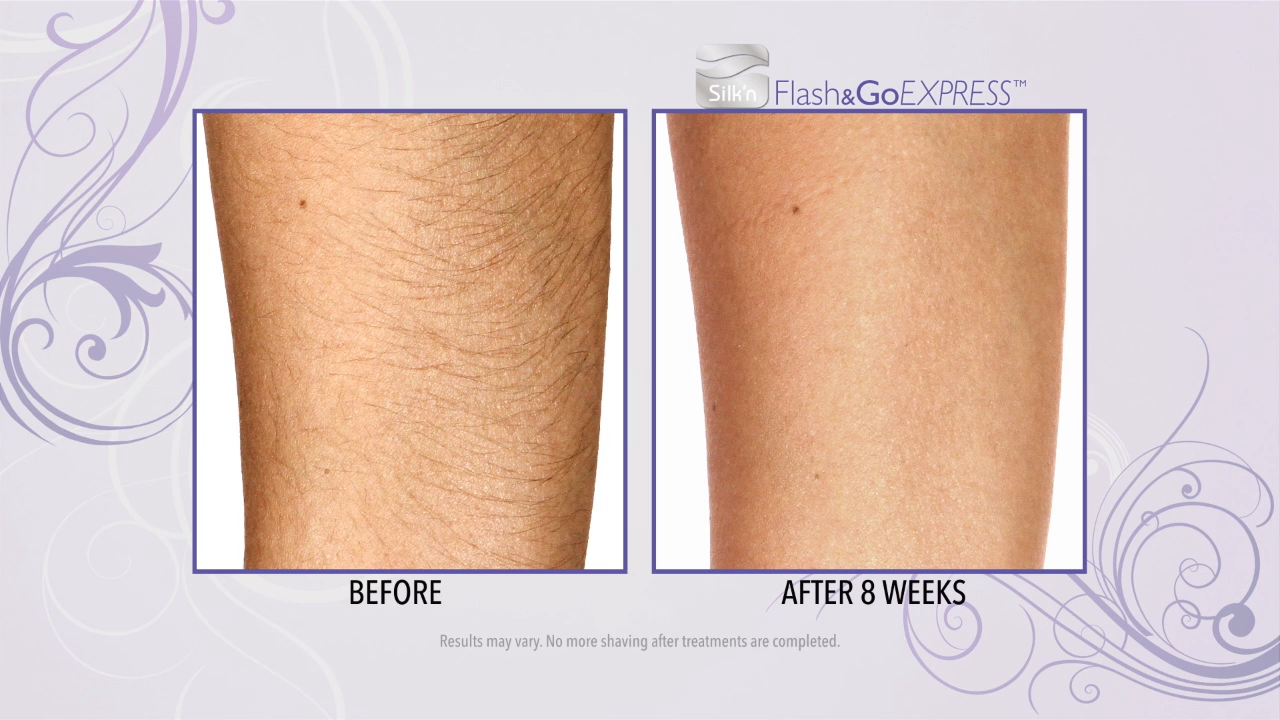 Silk'n Flash&GoEXPRESS™
BEFORE
AFTER 8 WEEKS
Results may vary. No more shaving after treatments are completed.